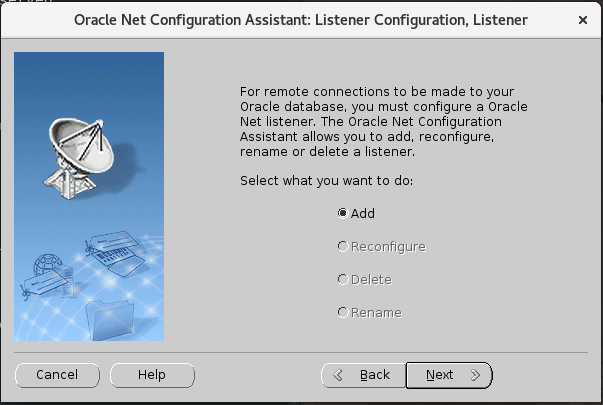 Oracle Net Configuration Assistant: Listener Configuration, Listener
For remote connections to be made to your
Oracle database, you must configure a Oracle
Net listener. The Oracle Net Configuration
Assistant allows you to add, reconfigure,
rename or delete a listener.
Select what you want to do:
Add
Reconfigure
Delete
Rename
Cancel Help Back Next